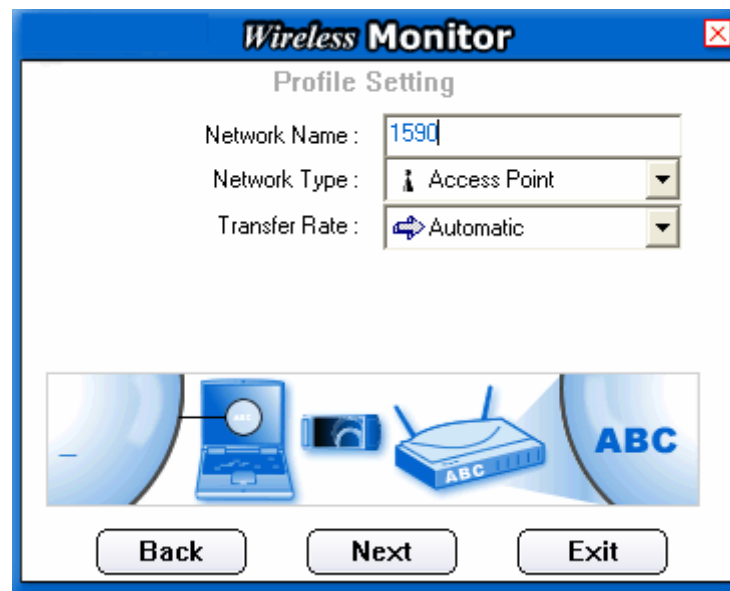 Wireless Monitor
Profile Setting
Network Name : 1590
Network Type : Access Point
Transfer Rate : Automatic
ABC
ABC
ABC
Back Next Exit